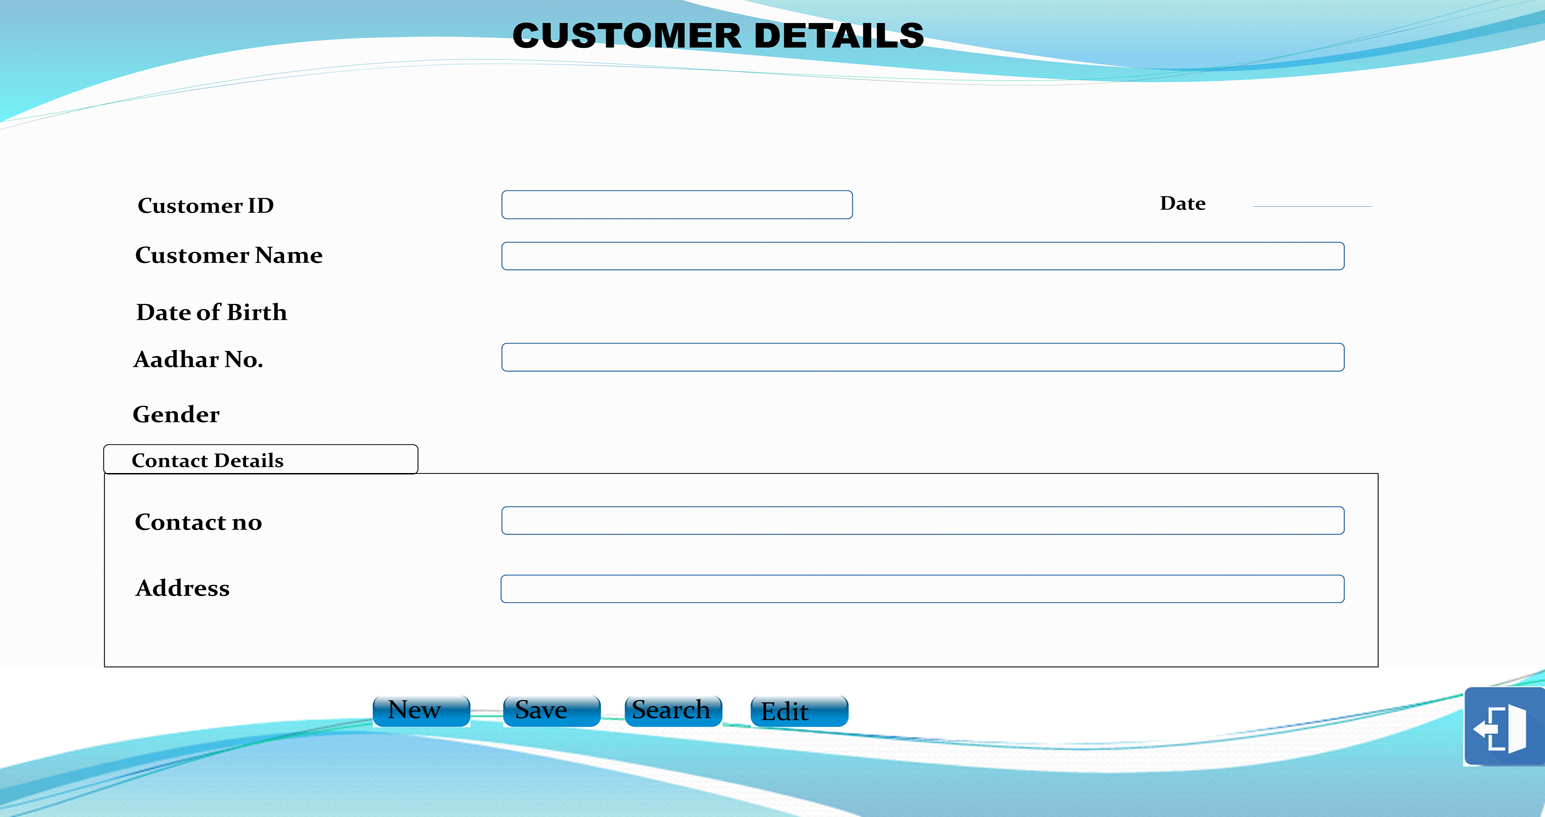 CUSTOMER DETAILS
Customer ID
Date
Customer Name
Date of Birth
Aadhar No.
Gender
Contact Details
Contact no
Address
New
Save
Search
Edit